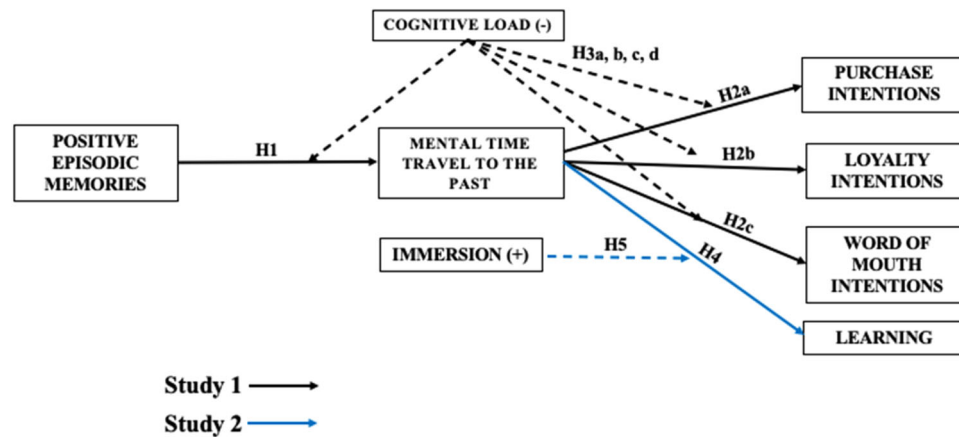 COGNITIVE LOAD (-)
H3a, b, c, d
H2a
PURCHASE
INTENTIONS
POSITIVE
EPISODIC
MEMORIES
H1
MENTAL TIME
TRAVEL TO THE
PAST
H2b
LOYALTY
INTENTIONS
H2c
WORD OF
MOUTH
INTENTIONS
IMMERSION (+)
H5
H4
LEARNING
Study 1
Study 2